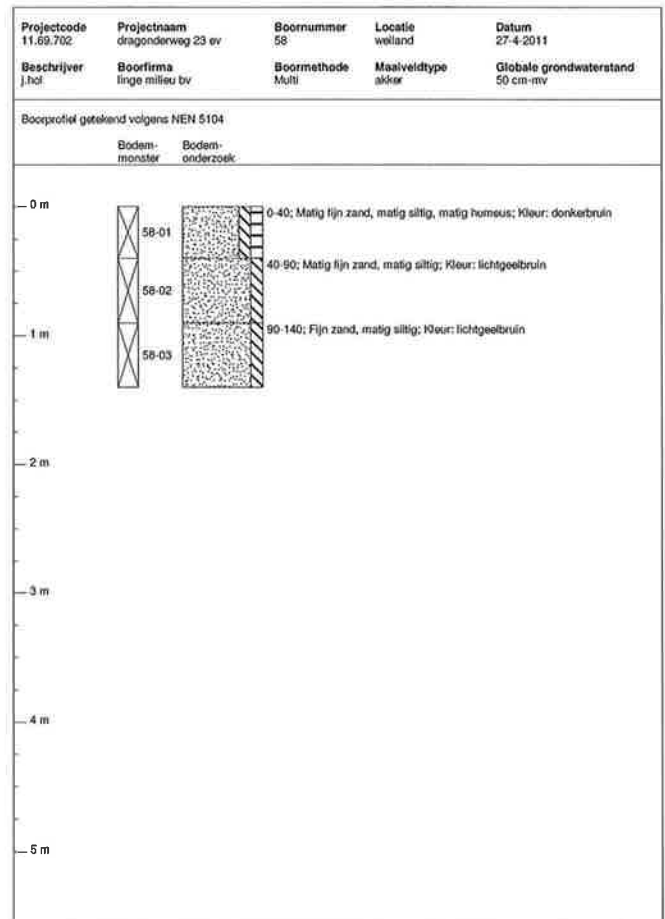 Projectcode Projectnaam Boornummer Locatie Datum
11.69.702 dragonderweg 23 ev 58 weiland 27-4-2011
Beschrijver Boorfirma Boormethode Maaiveldtype Globale grondwaterstand
j.hol linge milieu bv Multi akker 50 cm-mv
Boorprofiel getekend volgens NEN 5104
Bodem- Bodem-
monster onderzoek
0 m
0-40; Matig fijn zand, matig siltig, matig humeus; Kleur: donkerbruin
58-01
40-90; Matig fijn zand, matig siltig; Kleur: lichtgeelbruin
58-02
90-140; Fijn zand, matig siltig; Kleur: lichtgeelbruin
1 m
58-03
2 m
3 m
4 m
5 m